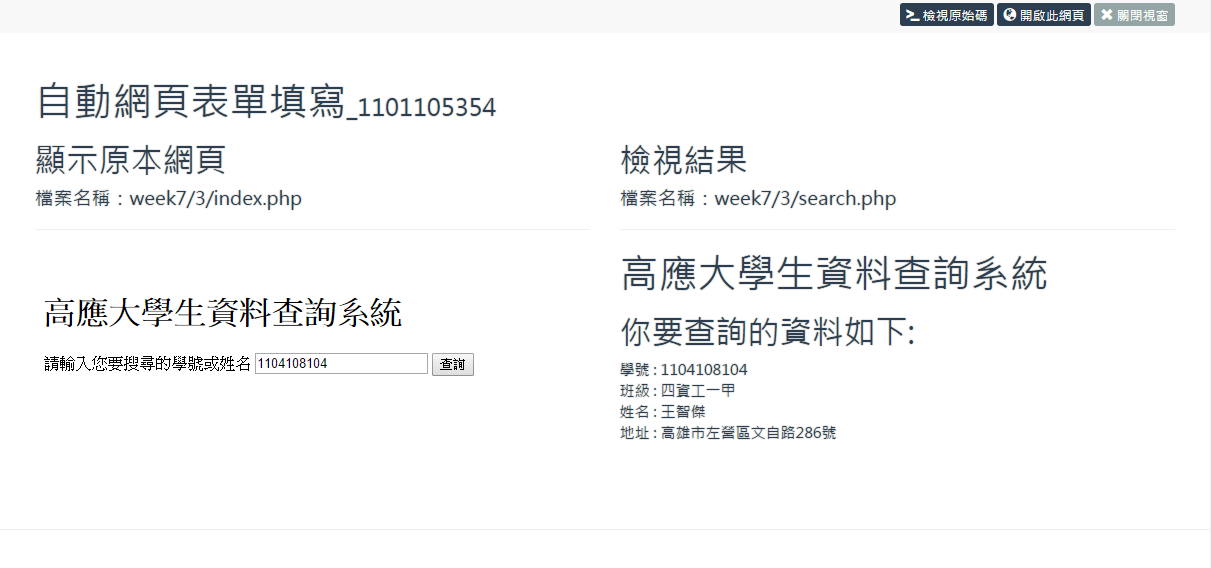 檢視原始碼 開啟此網頁 關閉視窗
自動網頁表單填寫_1101105354
顯示原本網頁
檔案名稱：week7/3/index.php
高應大學生資料查詢系統
請輸入您要搜尋的學號或姓名 1104108104 查詢
檢視結果
檔案名稱：week7/3/search.php
高應大學生資料查詢系統
你要查詢的資料如下:
學號 : 1104108104
班級 : 四資工一甲
姓名 : 王智傑
地址 : 高雄市左營區文自路286號